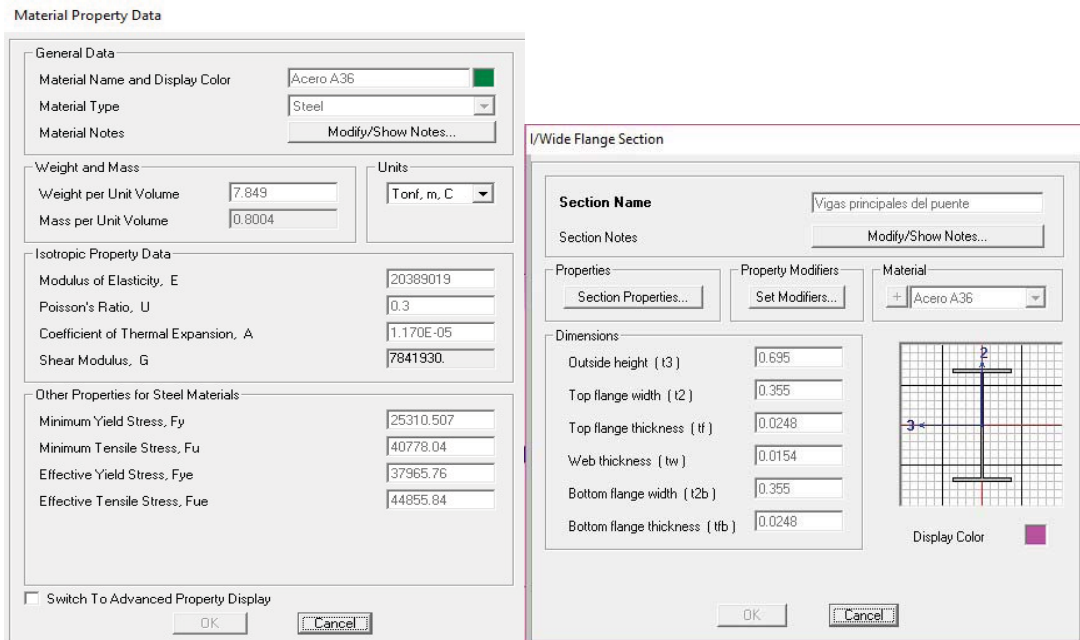 Material Property Data
General Data
Material Name and Display Color Acero A36
Material Type Steel
Material Notes Modify/Show Notes...
Weight and Mass
Weight per Unit Volume 7.849
Mass per Unit Volume 0.8004
Units
Tonf, m, C
Isotropic Property Data
Modulus of Elasticity, E 20389019
Poisson's Ratio, U 0.3
Coefficient of Thermal Expansion, A 1.170E-05
Shear Modulus, G 7841930.
Other Properties for Steel Materials
Minimum Yield Stress, Fy 25310.507
Minimum Tensile Stress, Fu 40778.04
Effective Yield Stress, Fye 37965.76
Effective Tensile Stress, Fue 44855.84
Switch To Advanced Property Display
OK Cancel
I/Wide Flange Section
Section Name Vigas principales del puente
Section Notes Modify/Show Notes...
Properties
Section Properties...
Property Modifiers
Set Modifiers...
Material
+ Acero A36
Dimensions
Outside height ( t3 ) 0.695
Top flange width ( t2 ) 0.355
Top flange thickness ( tf ) 0.0248
Web thickness ( tw ) 0.0154
Bottom flange width ( t2b ) 0.355
Bottom flange thickness ( tfb ) 0.0248
2
3
Display Color
OK Cancel